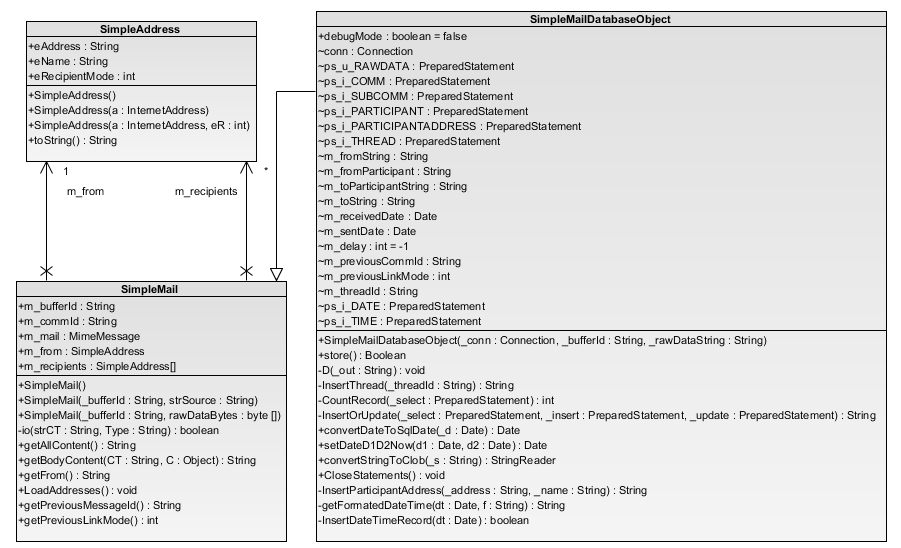 SimpleAddress
+eAddress : String
+eName : String
+eRecipientMode : int
+SimpleAddress()
+SimpleAddress(a : InternetAddress)
+SimpleAddress(a : InternetAddress, eR : int)
+toString() : String
1
*
m_from
m_recipients
SimpleMail
+m_bufferId : String
+m_commId : String
+m_mail : MimeMessage
+m_from : SimpleAddress
+m_recipients : SimpleAddress[]
+SimpleMail()
+SimpleMail(_bufferId : String, strSource : String)
+SimpleMail(_bufferId : String, rawDataBytes : byte [])
-io(strCT : String, Type : String) : boolean
+getAllContent() : String
+getBodyContent(CT : String, C : Object) : String
+getFrom() : String
+LoadAddresses() : void
+getPreviousMessageId() : String
+getPreviousLinkMode() : int
SimpleMailDatabaseObject
+debugMode : boolean = false
~conn : Connection
~ps_u_RAWDATA : PreparedStatement
~ps_i_COMM : PreparedStatement
~ps_i_SUBCOMM : PreparedStatement
~ps_i_PARTICIPANT : PreparedStatement
~ps_i_PARTICIPANTADDRESS : PreparedStatement
~ps_i_THREAD : PreparedStatement
~m_fromString : String
~m_fromParticipant : String
~m_toParticipantString : String
~m_toString : String
~m_receivedDate : Date
~m_sentDate : Date
~m_delay : int = -1
~m_previousCommId : String
~m_previousLinkMode : int
~m_threadId : String
~ps_i_DATE : PreparedStatement
~ps_i_TIME : PreparedStatement
+SimpleMailDatabaseObject(_conn : Connection, _bufferId : String, _rawDataString : String)
+store() : Boolean
-D(_out : String) : void
-InsertThread(_threadId : String) : String
-CountRecord(_select : PreparedStatement) : int
-InsertOrUpdate(_select : PreparedStatement, _insert : PreparedStatement, _update : PreparedStatement) : String
+convertDateToSqlDate(_d : Date) : Date
+setDateD1D2Now(d1 : Date, d2 : Date) : Date
+convertStringToClob(_s : String) : StringReader
+CloseStatements() : void
-InsertParticipantAddress(_address : String, _name : String) : String
-getFormatedDateTime(dt : Date, f : String) : String
-InsertDateTimeRecord(dt : Date) : boolean